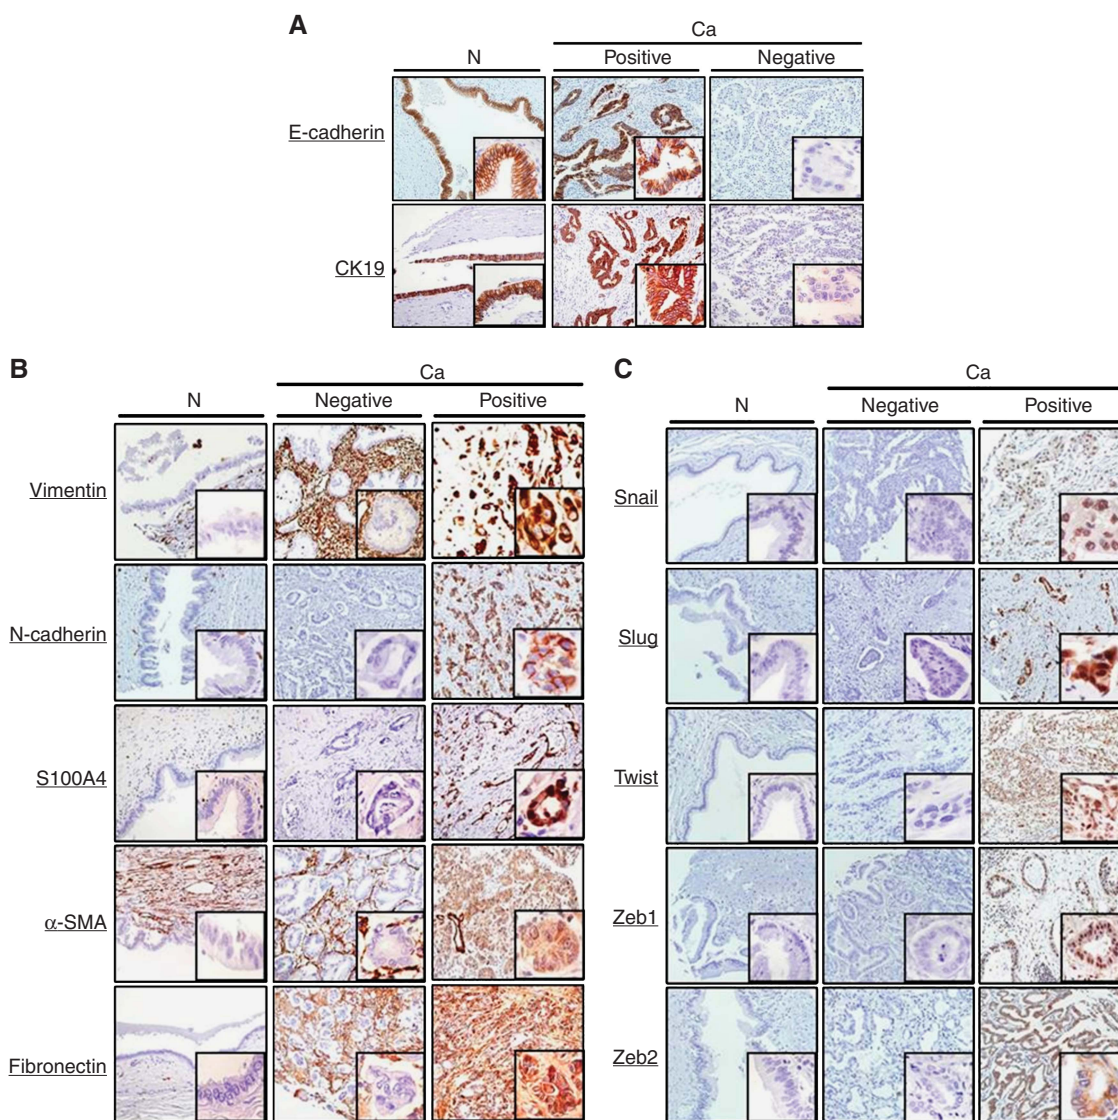 A
Ca
N Positive Negative
E-cadherin
CK19
B
Ca
N Negative Positive
Vimentin
N-cadherin
S100A4
α-SMA
Fibronectin
C
Ca
N Negative Positive
Snail
Slug
Twist
Zeb1
Zeb2